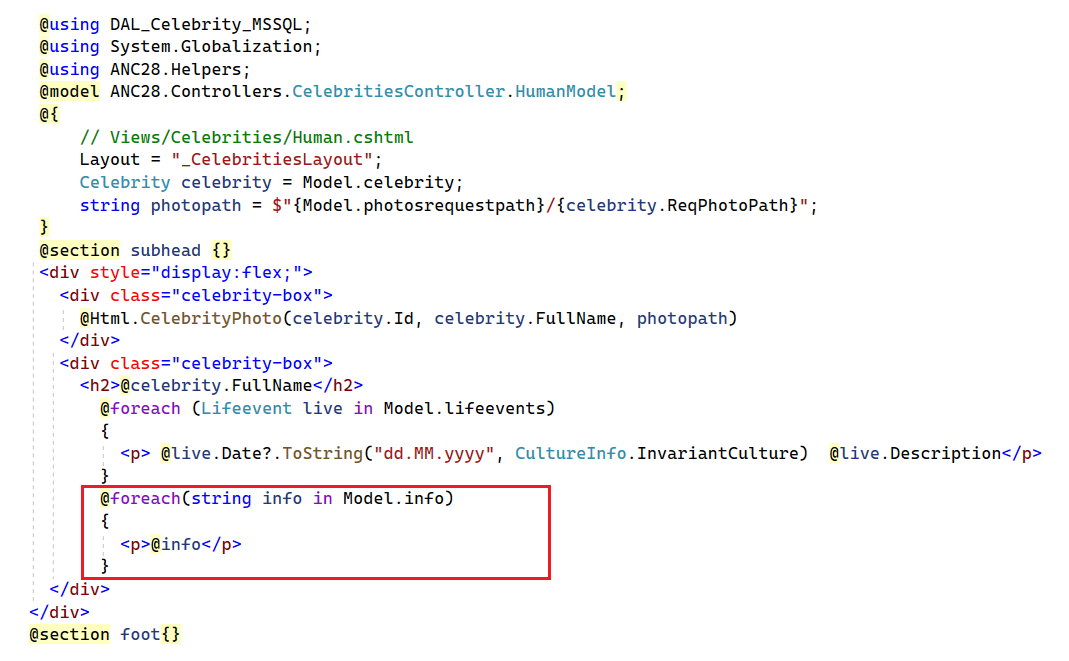 @using DAL_Celebrity_MSSQL;
@using System.Globalization;
@using ANC28.Helpers;
@model ANC28.Controllers.CelebritiesController.HumanModel;
@{
    // Views/Celebrities/Human.cshtml
    Layout = "_CelebritiesLayout";
    Celebrity celebrity = Model.celebrity;
    string photopath = $"{Model.photosrequestpath}/{celebrity.ReqPhotoPath}";
}
@section subhead {}
<div style="display:flex;">
  <div class="celebrity-box">
    @Html.CelebrityPhoto(celebrity.Id, celebrity.FullName, photopath)
  </div>
  <div class="celebrity-box">
    <h2>@celebrity.FullName</h2>
      @foreach (Lifeevent live in Model.lifeevents)
      {
        <p> @live.Date?.ToString("dd.MM.yyyy", CultureInfo.InvariantCulture)  @live.Description</p>
      }
      @foreach(string info in Model.info)
      {
        <p>@info</p>
      }
  </div>
</div>
@section foot{}